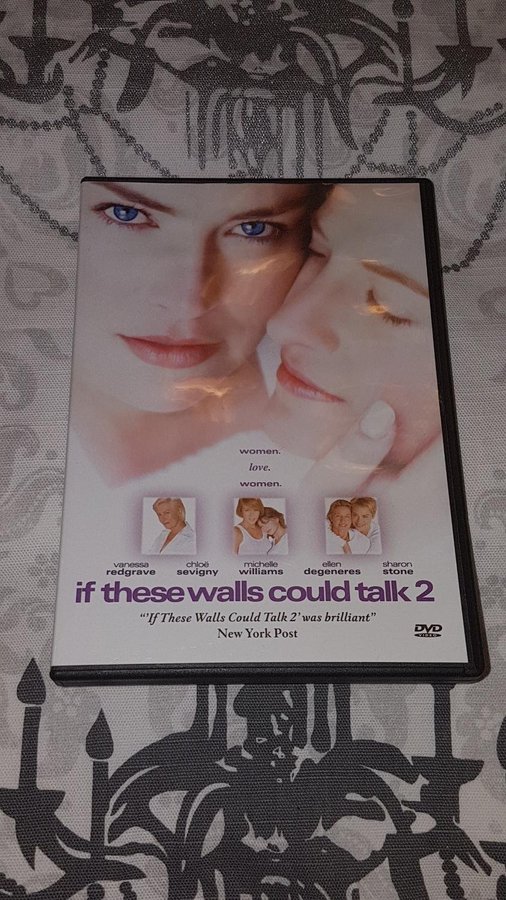 women.
love.
women.
vanessa redgrave
chloë sevigny
michelle williams
ellen degeneres
sharon stone
if these walls could talk 2
"'If These Walls Could Talk 2' was brilliant"
New York Post
DVD
VIDEO